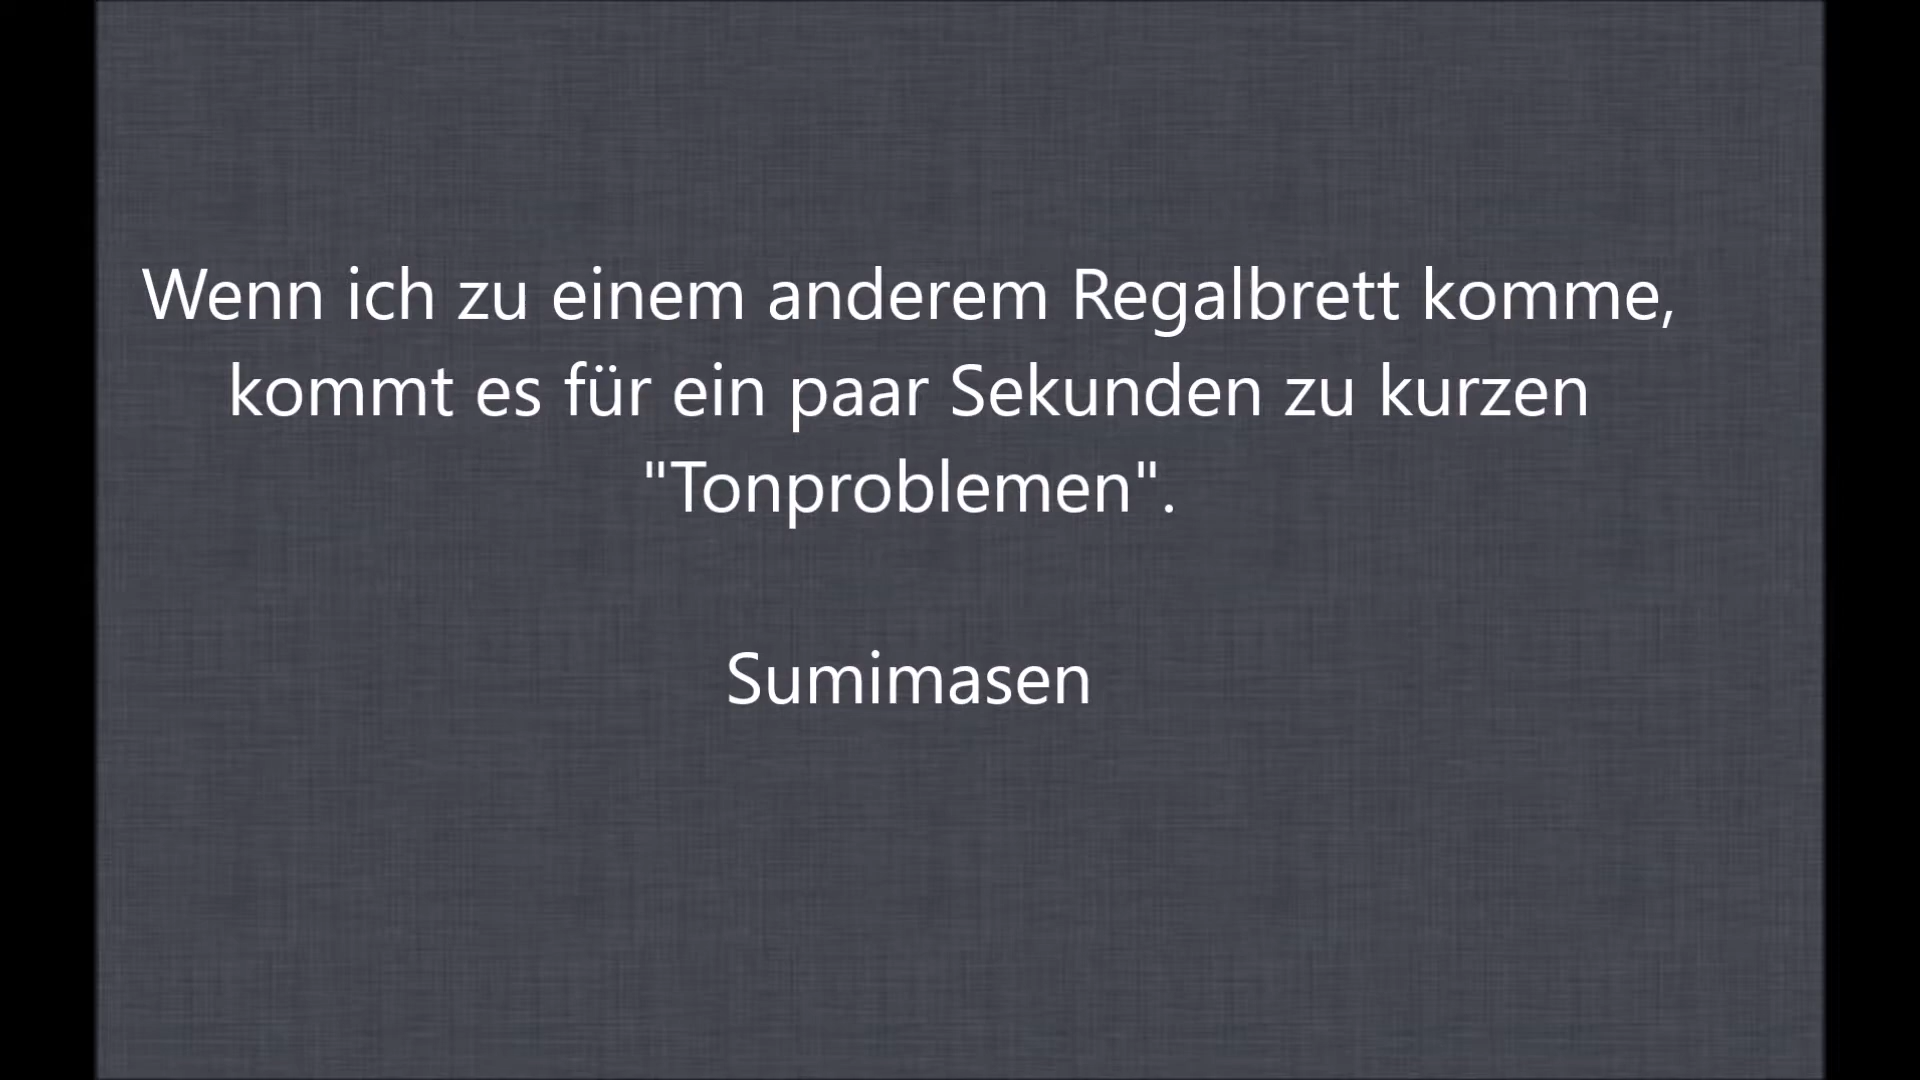 Wenn ich zu einem anderem Regalbrett komme,
kommt es für ein paar Sekunden zu kurzen
"Tonproblemen".
Sumimasen